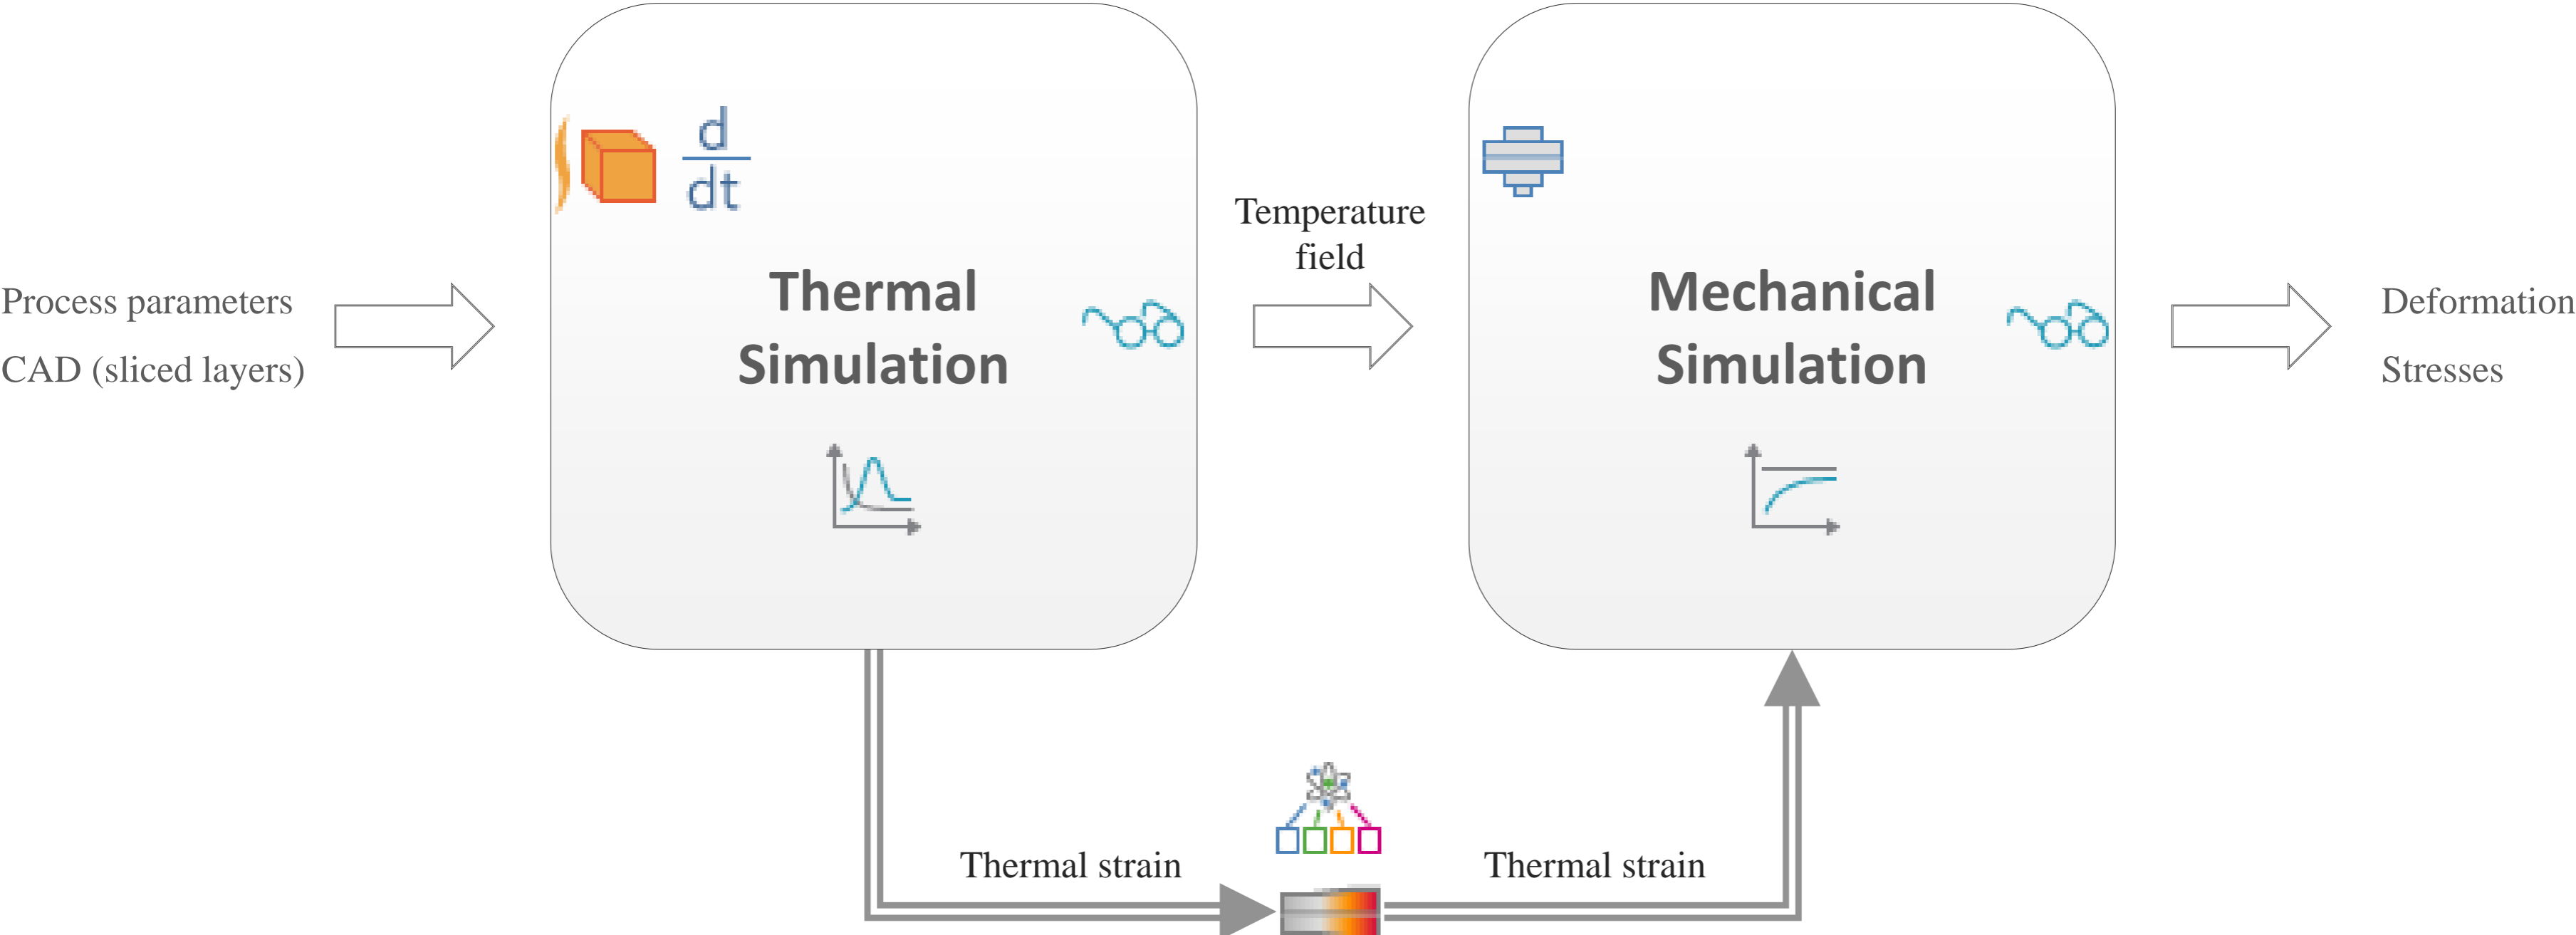 d
dt
Temperature
field
Process parameters
CAD (sliced layers)
Thermal
Simulation
Mechanical
Simulation
Deformation
Stresses
Thermal strain
Thermal strain